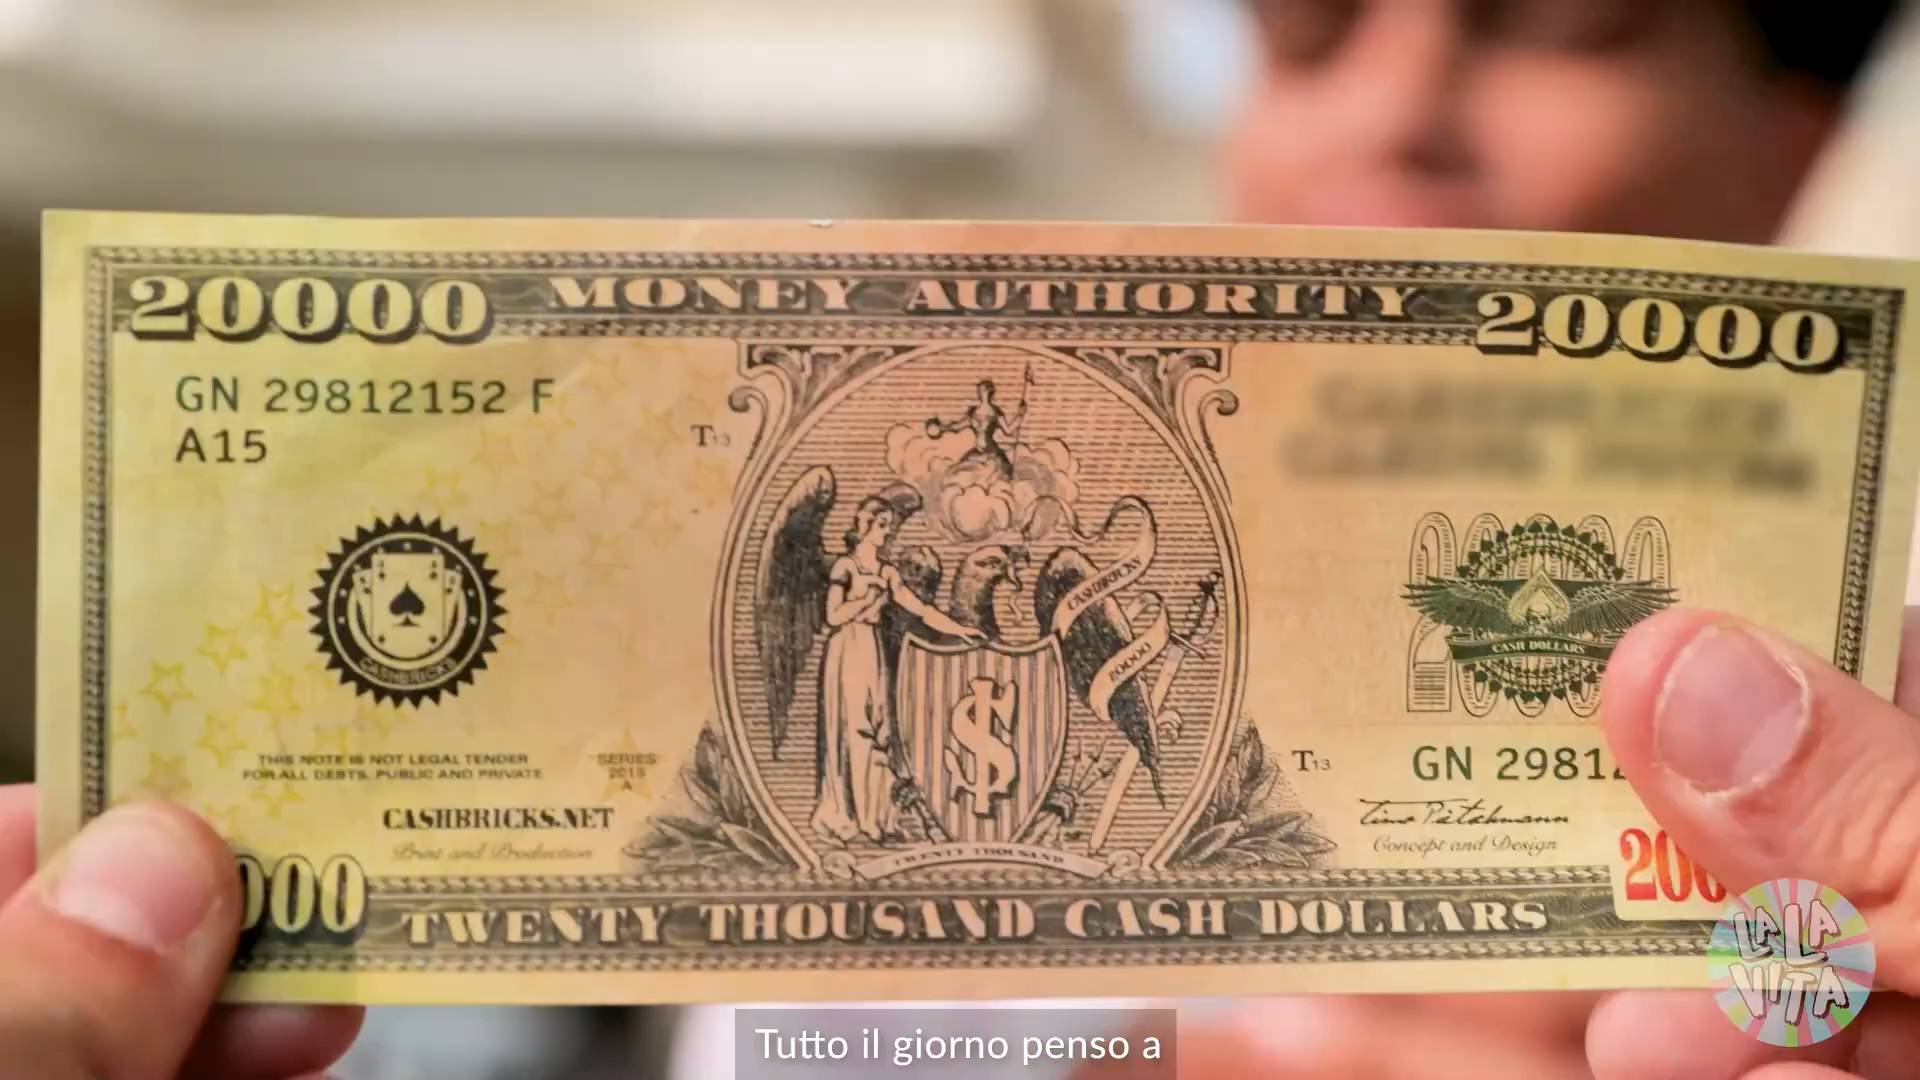 20000 MONEY AUTHORITY 20000
GN 29812152 F
A15
T13
CASHBRICKS
20000
CASHBRICKS
CASH DOLLARS
$
THIS NOTE IS NOT LEGAL TENDER
FOR ALL DEBTS, PUBLIC AND PRIVATE
SERIES
A
T13
GN 2981
CASHBRICKS.NET
Print and Production
Concept and Design
TWENTY THOUSAND
000 TWENTY THOUSAND CASH DOLLARS
200
LA LA
VITA
Tutto il giorno penso a